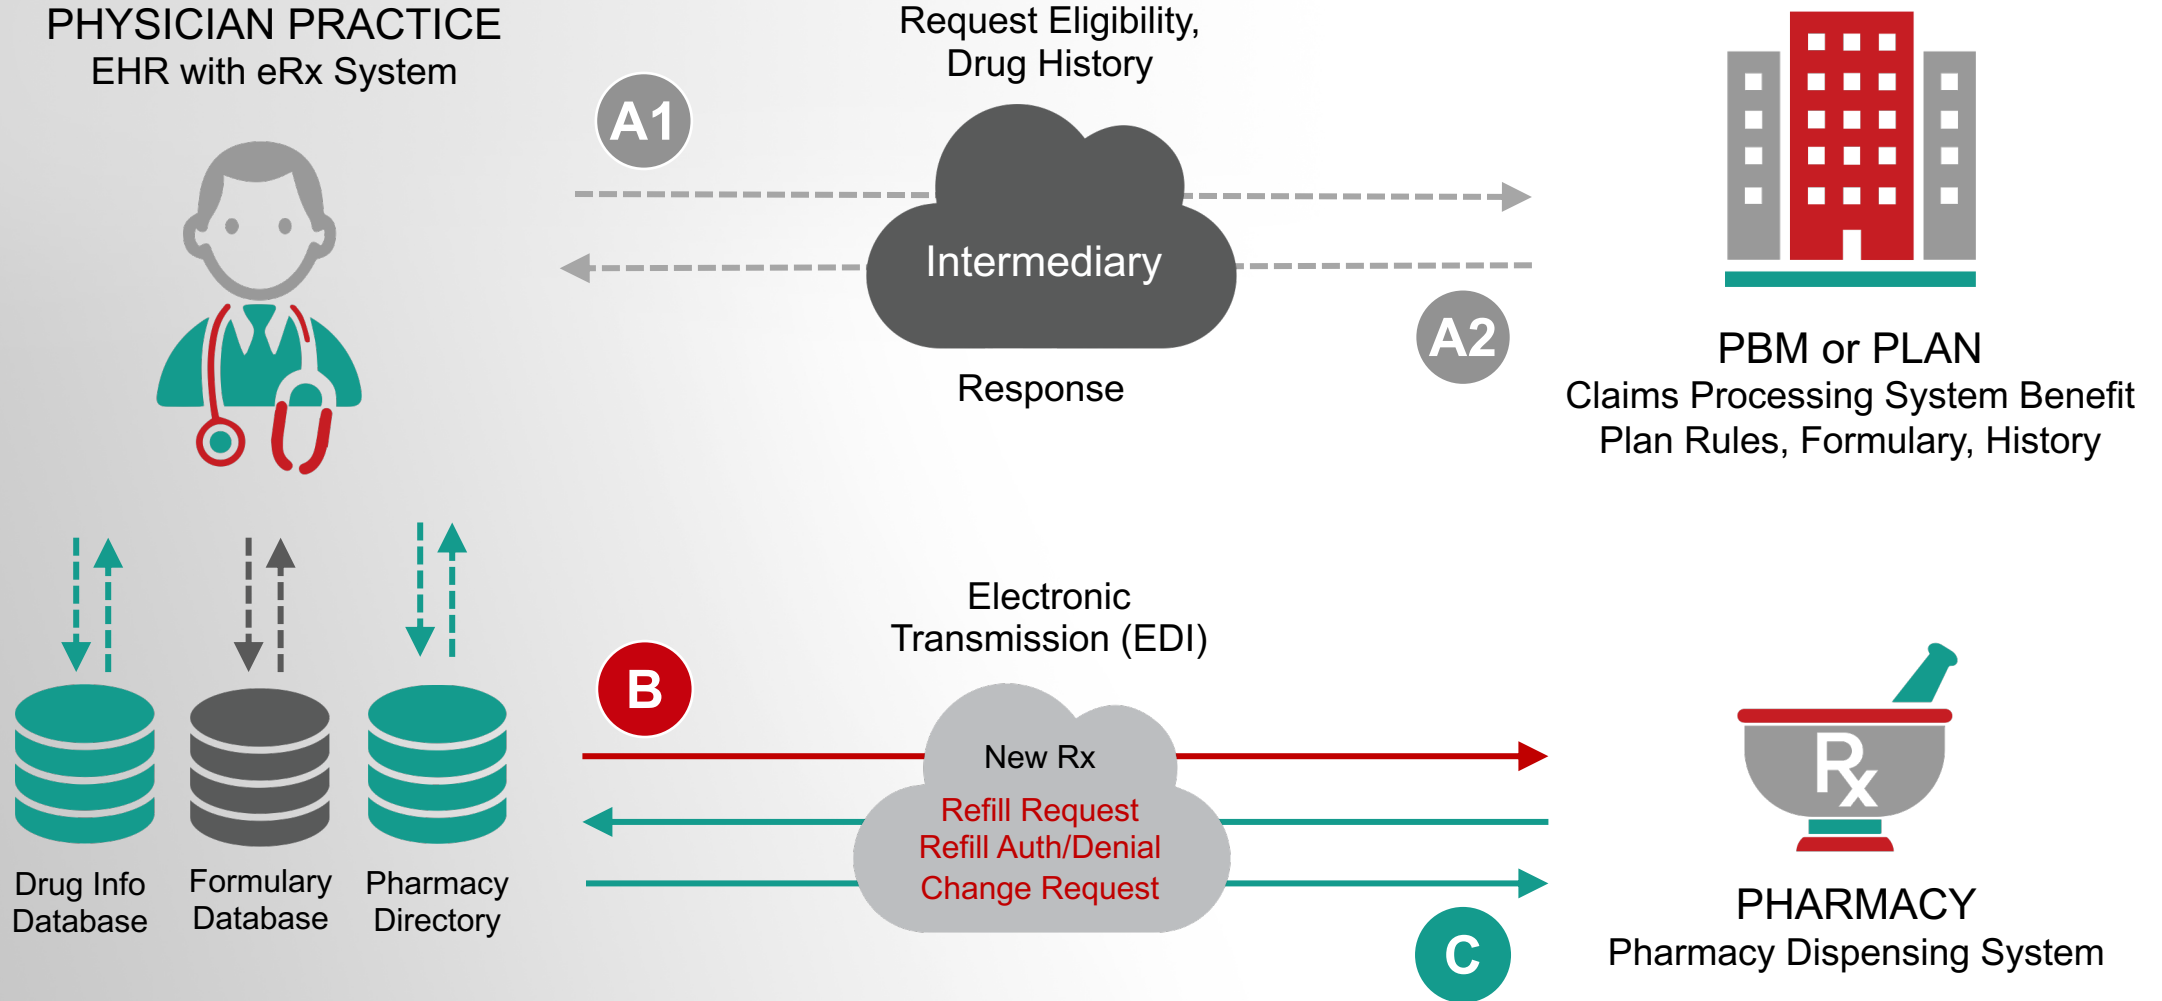 PHYSICIAN PRACTICE
EHR with eRx System
A1
Request Eligibility,
Drug History
Intermediary
Response
A2
PBM or PLAN
Claims Processing System Benefit
Plan Rules, Formulary, History
Drug Info
Database
Formulary
Database
Pharmacy
Directory
B
Electronic
Transmission (EDI)
New Rx
Refill Request
Refill Auth/Denial
Change Request
C
Rx
PHARMACY
Pharmacy Dispensing System